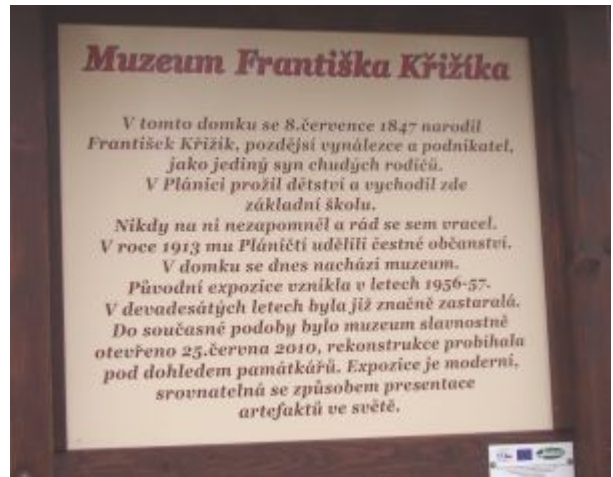 Muzeum Františka Křižíka
V tomto domku se 8.července 1847 narodil
František Křižík, pozdější vynálezce a podnikatel,
jako jediný syn chudých rodičů.
V Plánici prožil dětství a vychodil zde
základní školu.
Nikdy na ni nezapomněl a rád se sem vracel.
V roce 1913 mu Pláničtí udělili čestné občanství.
V domku se dnes nachází muzeum.
Původní expozice vznikla v letech 1956-57.
V devadesátých letech byla již značně zastaralá.
Do současné podoby bylo muzeum slavnostně
otevřeno 25.června 2010, rekonstrukce probíhala
pod dohledem památkářů. Expozice je moderní,
srovnatelná se způsobem presentace
artefaktů ve světě.